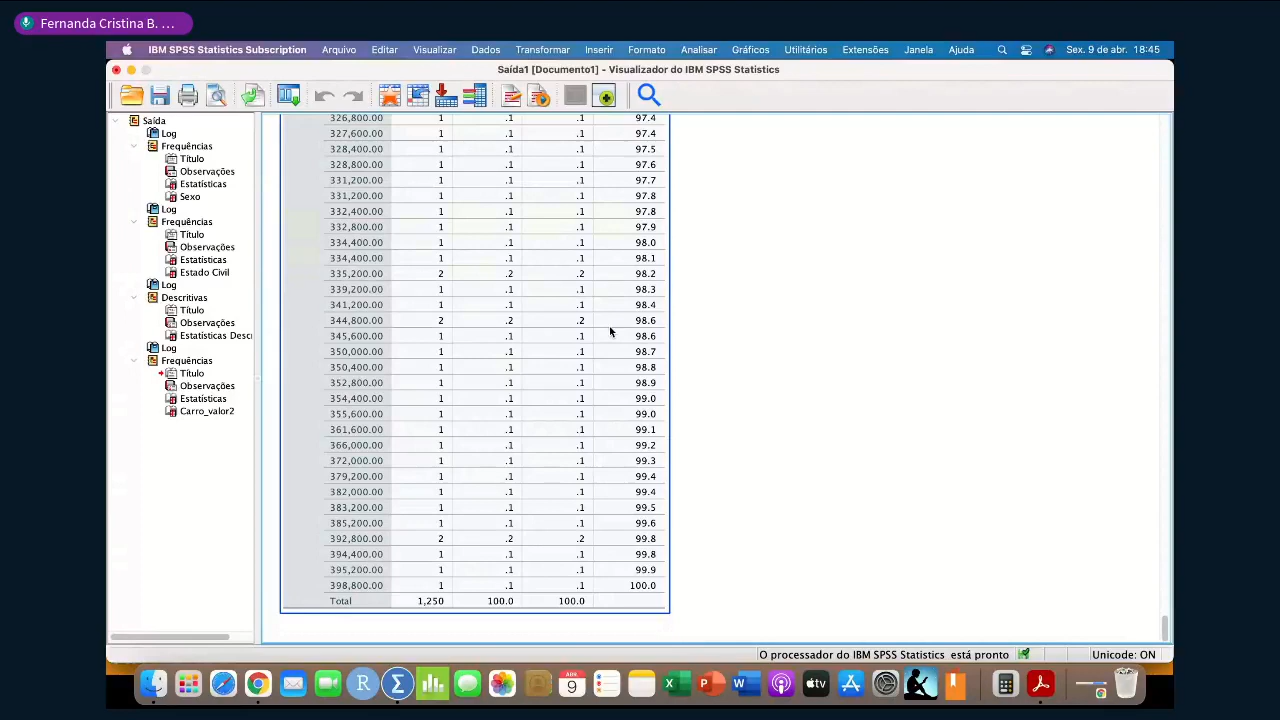 Fernanda Cristina B. ...
IBM SPSS Statistics Subscription Arquivo Editar Visualizar Dados Transformar Inserir Formato Analisar Gráficos Utilitários Extensões Janela Ajuda Sex. 9 de abr. 18:45
Saída1 [Documento1] - Visualizador do IBM SPSS Statistics
Saída
Log
Frequências
Título
Observações
Estatísticas
Sexo
Log
Frequências
Título
Observações
Estatísticas
Estado Civil
Log
Descritivas
Título
Observações
Estatísticas Descr
Log
Frequências
Título
Observações
Estatísticas
Carro_valor2
326,800.00 1 .1 .1 97.4
327,600.00 1 .1 .1 97.4
328,400.00 1 .1 .1 97.5
328,800.00 1 .1 .1 97.6
331,200.00 1 .1 .1 97.7
331,200.00 1 .1 .1 97.8
332,400.00 1 .1 .1 97.8
332,800.00 1 .1 .1 97.9
334,400.00 1 .1 .1 98.0
334,400.00 1 .1 .1 98.1
335,200.00 2 .2 .2 98.2
339,200.00 1 .1 .1 98.3
341,200.00 1 .1 .1 98.4
344,800.00 2 .2 .2 98.6
345,600.00 1 .1 .1 98.6
350,000.00 1 .1 .1 98.7
350,400.00 1 .1 .1 98.8
352,800.00 1 .1 .1 98.9
354,400.00 1 .1 .1 99.0
355,600.00 1 .1 .1 99.0
361,600.00 1 .1 .1 99.1
366,000.00 1 .1 .1 99.2
372,000.00 1 .1 .1 99.3
379,200.00 1 .1 .1 99.4
382,000.00 1 .1 .1 99.4
383,200.00 1 .1 .1 99.5
385,200.00 1 .1 .1 99.6
392,800.00 2 .2 .2 99.8
394,400.00 1 .1 .1 99.8
395,200.00 1 .1 .1 99.9
398,800.00 1 .1 .1 100.0
Total 1,250 100.0 100.0
O processador do IBM SPSS Statistics está pronto Unicode: ON
R Σ AGO 9 X P W tv A